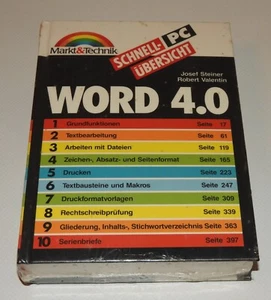 Markt&Technik
SCHNELL-
ÜBERSICHT
PC
Josef Steiner
Robert Valentin
WORD 4.0
1 Grundfunktionen Seite 17
2 Textbearbeitung Seite 61
3 Arbeiten mit Dateien Seite 119
4 Zeichen-, Absatz- und Seitenformat Seite 165
5 Drucken Seite 223
6 Textbausteine und Makros Seite 247
7 Druckformatvorlagen Seite 305
8 Rechtschreibprüfung Seite 339
9 Gliederung, Inhalts-, Stichwortverzeichnis Seite 363
10 Serienbriefe Seite 397